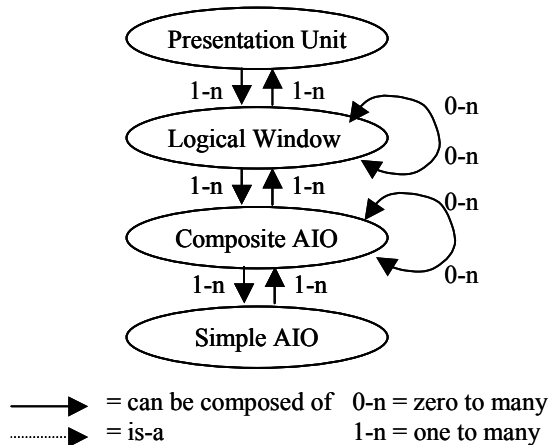 Presentation Unit
1-n 1-n
Logical Window
0-n
0-n
1-n 1-n
Composite AIO
0-n
0-n
1-n 1-n
Simple AIO
= can be composed of 0-n = zero to many
= is-a 1-n = one to many